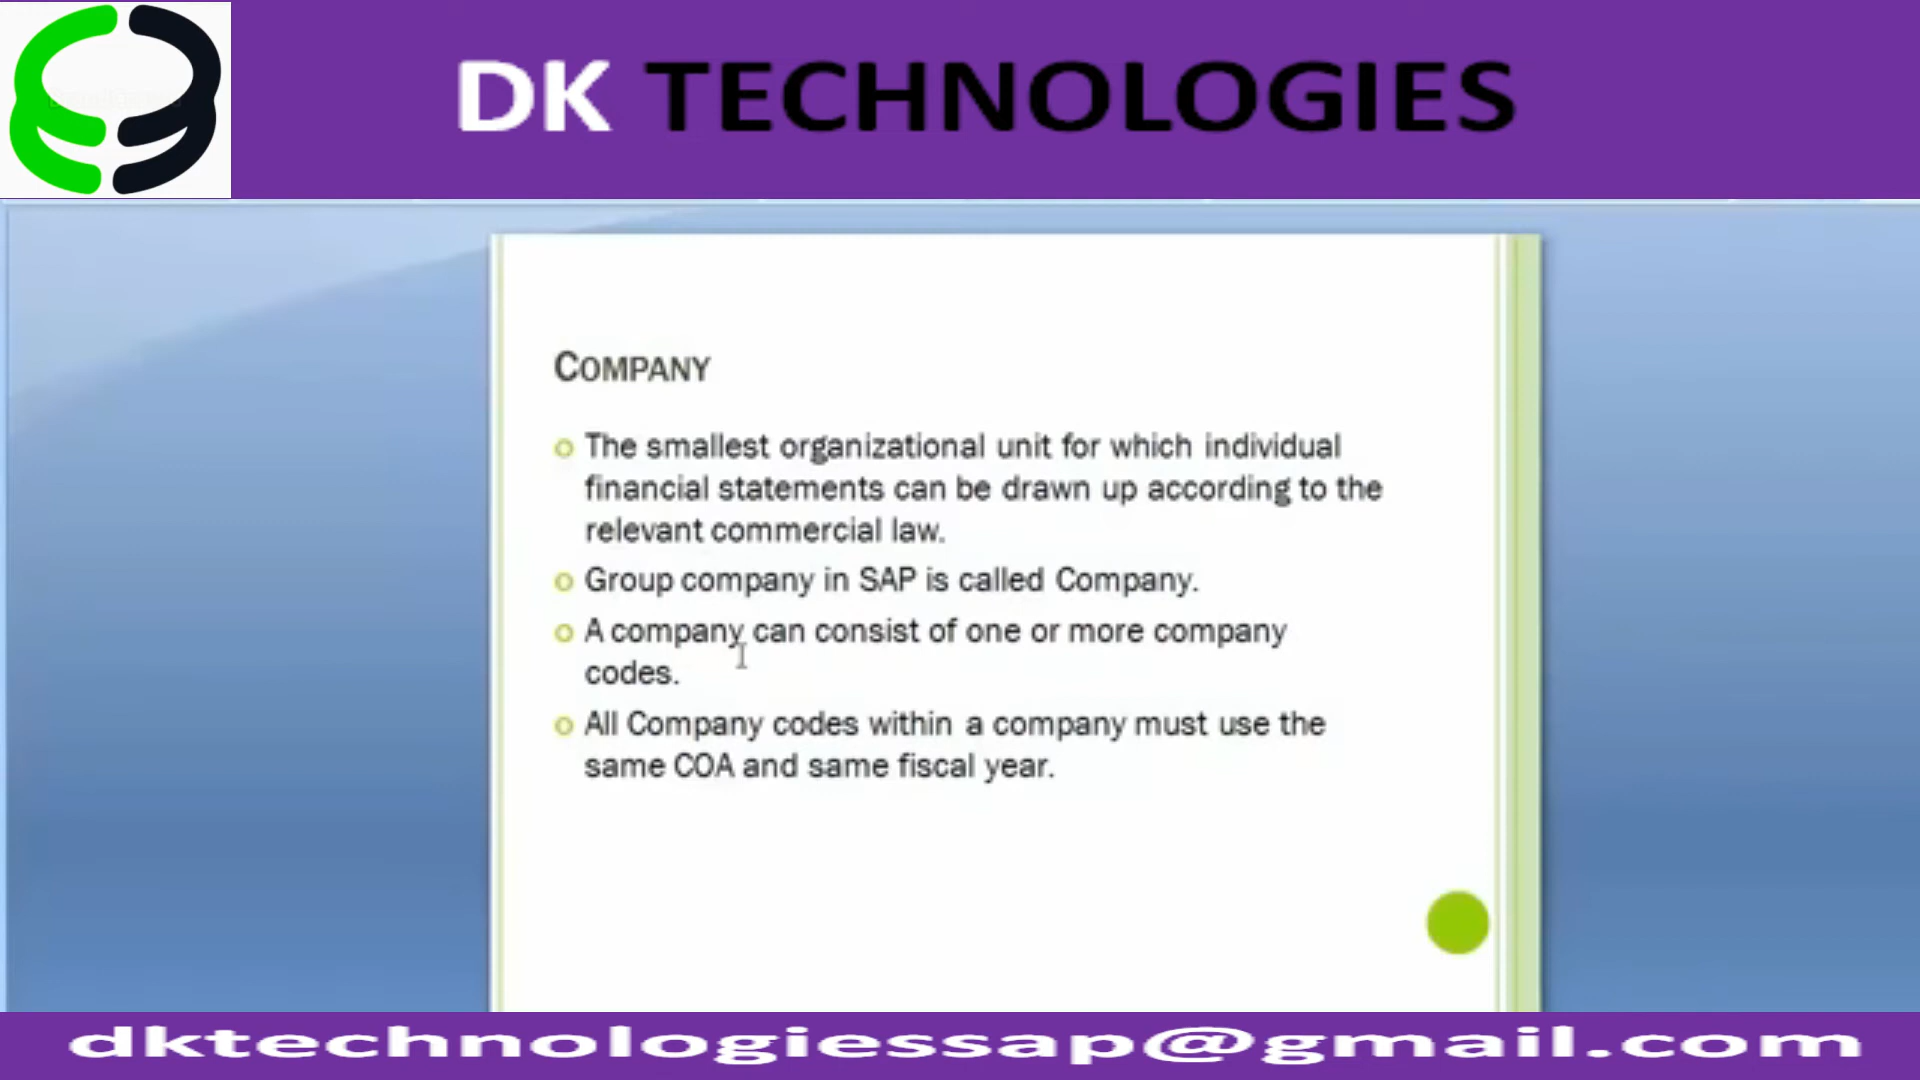 DK TECHNOLOGIES
COMPANY
The smallest organizational unit for which individual
financial statements can be drawn up according to the
relevant commercial law.
Group company in SAP is called Company.
A company can consist of one or more company
codes.
All Company codes within a company must use the
same COA and same fiscal year.
dktechnologiessap@gmail.com